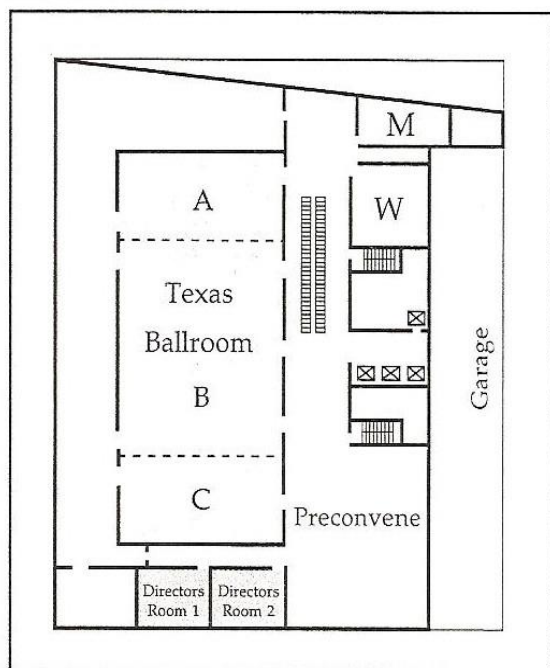 M
A
W
Texas
Ballroom
B
Garage
C
Preconvene
Directors
Room 1
Directors
Room 2